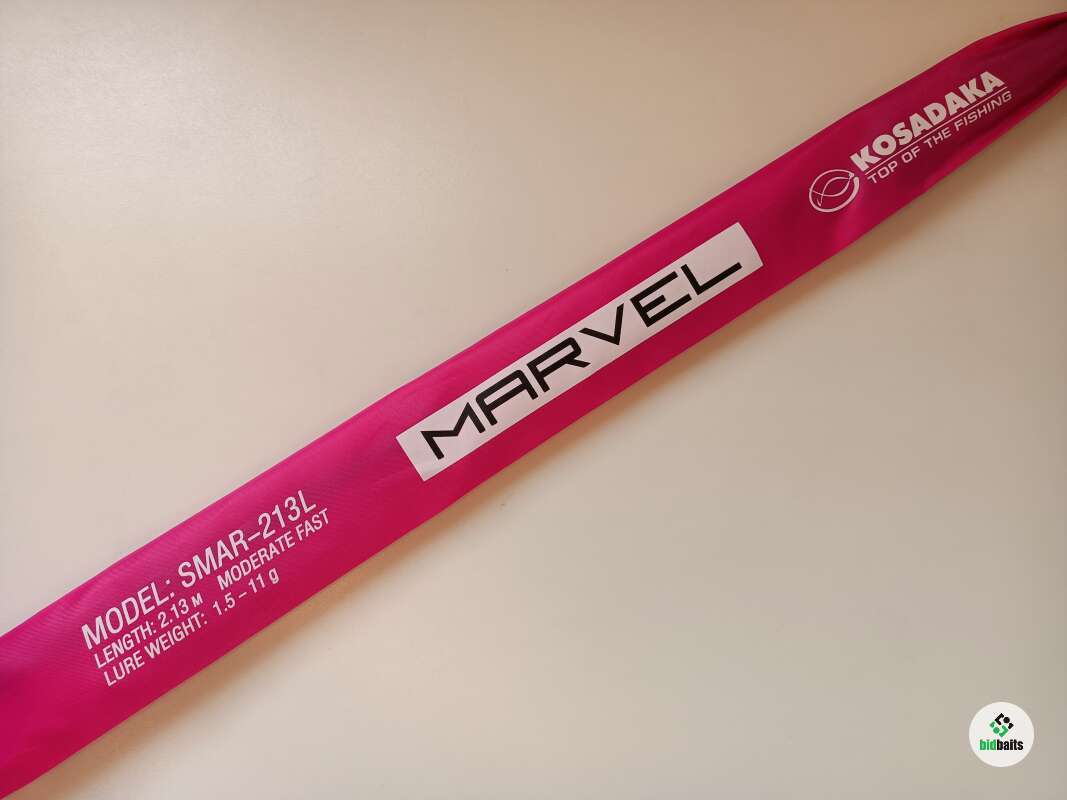 KOSADAKA
TOP OF THE FISHING
MARVEL
MODEL: SMAR-213L
LENGTH: 2.13 м MODERATE FAST
LURE WEIGHT: 1.5 – 11 g
bidbaits